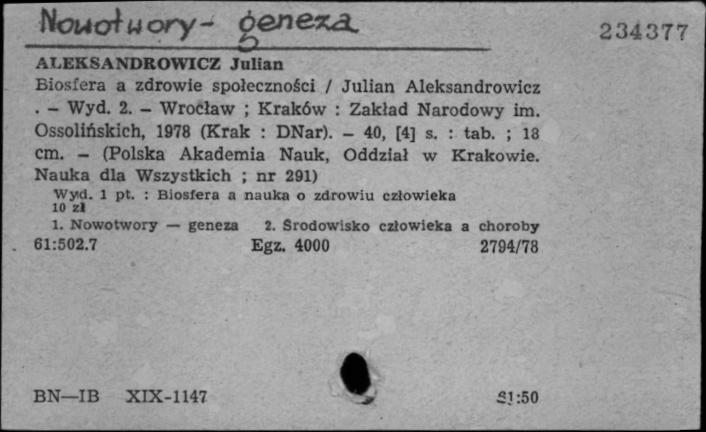 Nowotwory - geneza
234377
ALEKSANDROWICZ Julian
Biosfera a zdrowie społeczności / Julian Aleksandrowicz
. — Wyd. 2. — Wrocław ; Kraków : Zakład Narodowy im.
Ossolińskich, 1978 (Krak : DNar). — 40, [4] s. : tab. ; 18
cm. — (Polska Akademia Nauk, Oddział w Krakowie.
Nauka dla Wszystkich ; nr 291)
Wyd. 1 pt. : Biosfera a nauka o zdrowiu człowieka
10 zł
1. Nowotwory — geneza 2. Środowisko człowieka a choroby
61:502.7 Egz. 4000 2794/78
BN—IB XIX-1147 S1:50